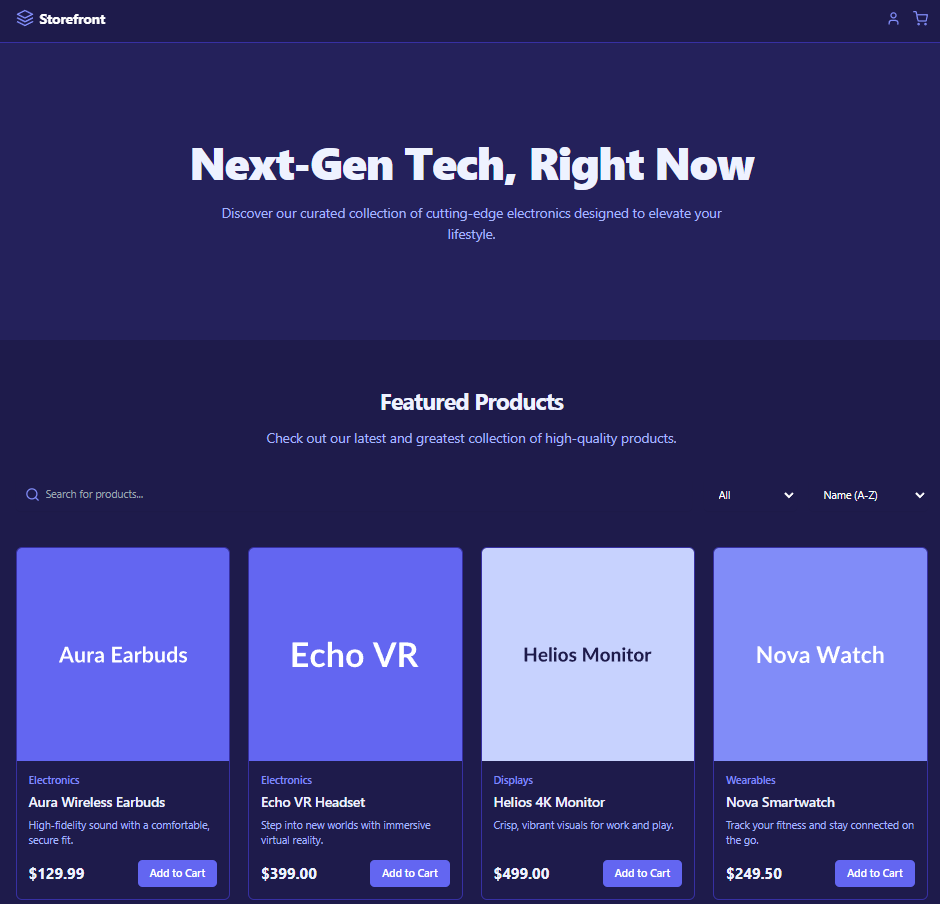 Storefront
Next-Gen Tech, Right Now
Discover our curated collection of cutting-edge electronics designed to elevate your
lifestyle.
Featured Products
Check out our latest and greatest collection of high-quality products.
Search for products...
All
Name (A-Z)
Aura Earbuds
Electronics
Aura Wireless Earbuds
High-fidelity sound with a comfortable,
secure fit.
$129.99
Add to Cart
Echo VR
Electronics
Echo VR Headset
Step into new worlds with immersive
virtual reality.
$399.00
Add to Cart
Helios Monitor
Displays
Helios 4K Monitor
Crisp, vibrant visuals for work and play.
$499.00
Add to Cart
Nova Watch
Wearables
Nova Smartwatch
Track your fitness and stay connected on
the go.
$249.50
Add to Cart